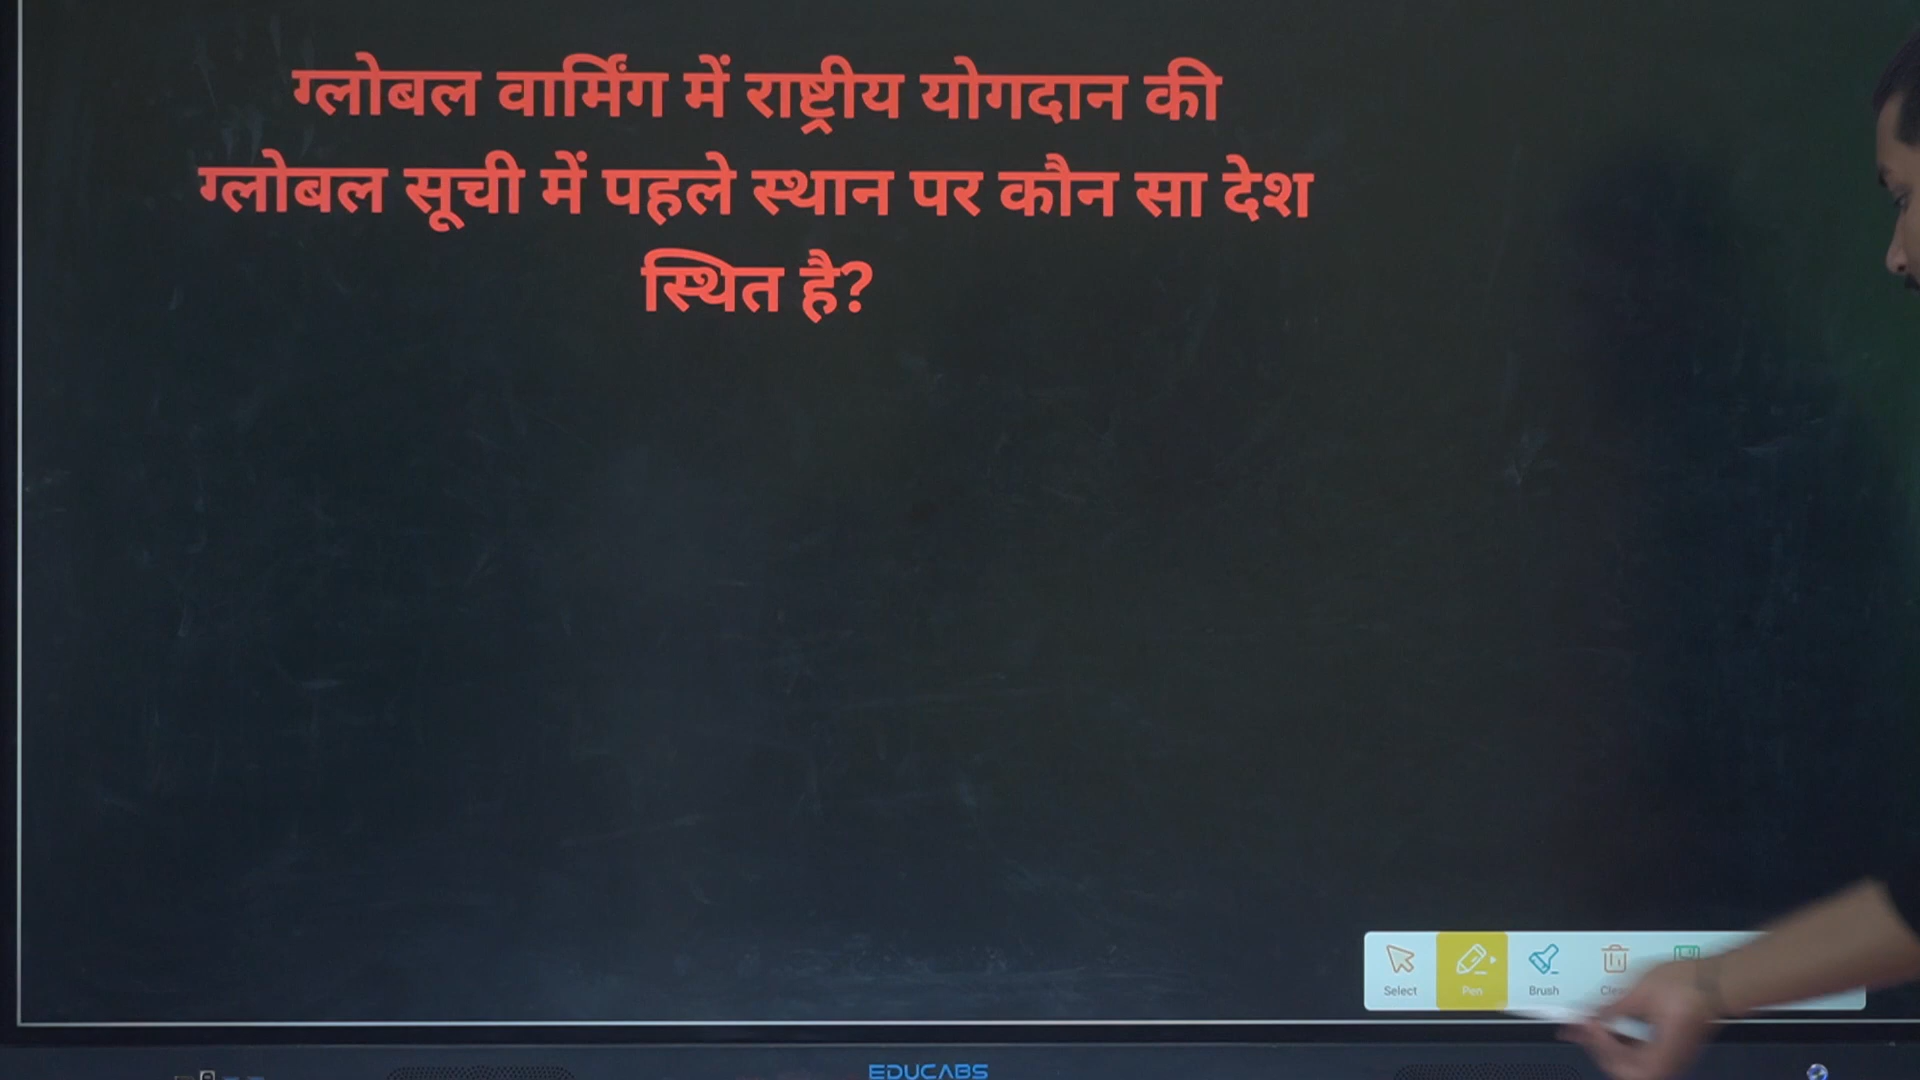 ग्लोबल वार्मिंग में राष्ट्रीय योगदान की
ग्लोबल सूची में पहले स्थान पर कौन सा देश
स्थित है?
Select
Pen
Brush
EDUCABS